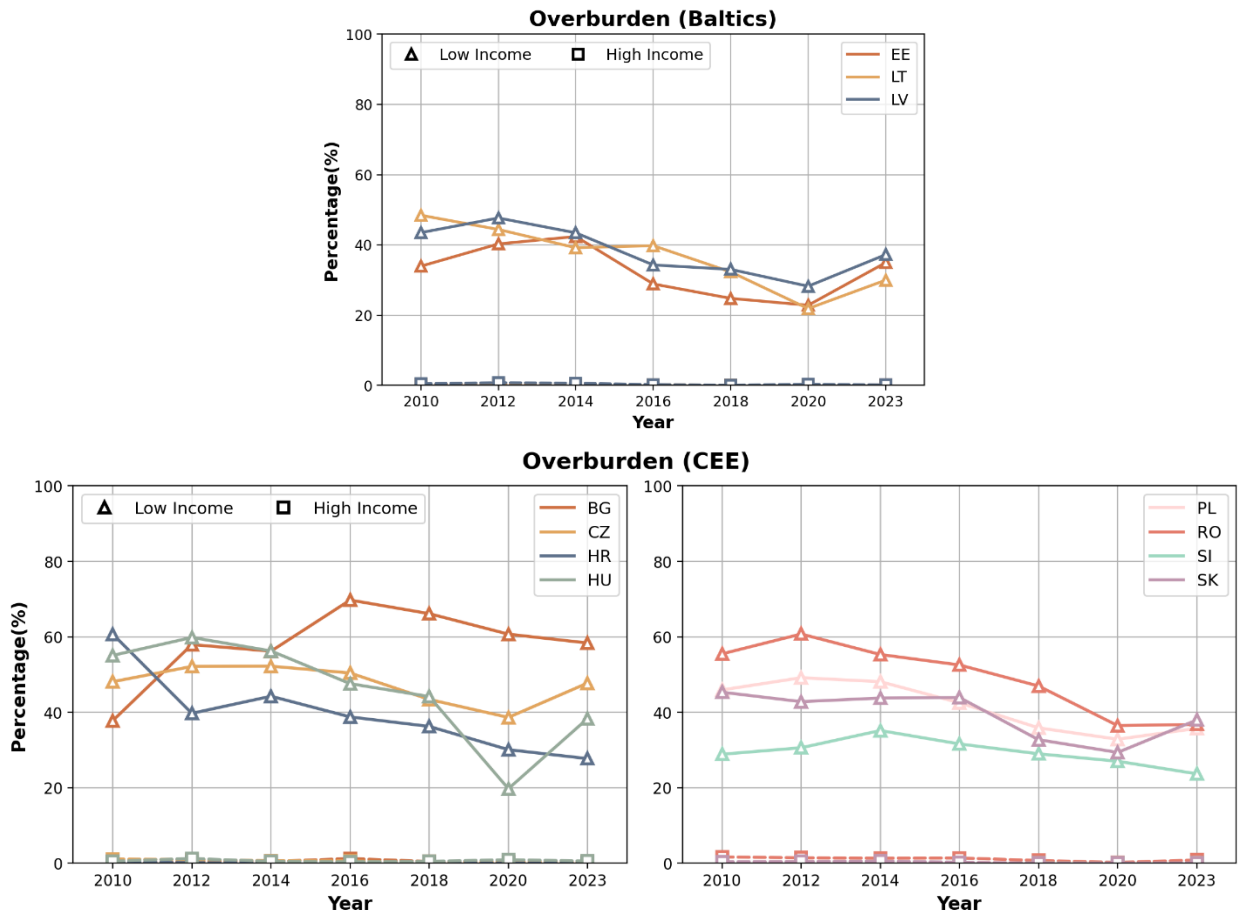 Overburden (Baltics)
Percentage(%)
100
80
60
40
20
0
Low Income
High Income
EE
LT
LV
2010 2012 2014 2016 2018 2020 2023
Year
Overburden (CEE)
Percentage(%)
100
80
60
40
20
0
Low Income
High Income
BG
CZ
HR
HU
2010 2012 2014 2016 2018 2020 2023
Year
100
80
60
40
20
0
PL
RO
SI
SK
2010 2012 2014 2016 2018 2020 2023
Year